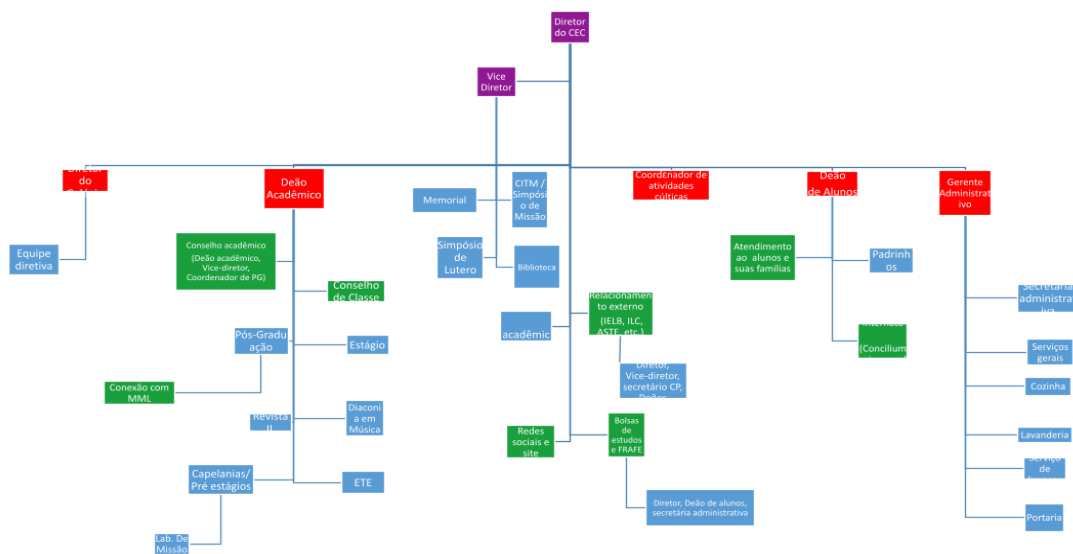 Diretor
do CEC
Vice
Diretor
Diretor
do
Deão
Acadêmico
Coordenador de
atividades
cúlticas
Deão
de Alunos
Gerente
Administrat
ivo
Memorial
CITM /
Simpósi
o de
Missão
Equipe
diretiva
Conselho acadêmico
(Deão acadêmico,
Vice-diretor,
Coordenador de PG)
Simpósio
de Lutero
Biblioteca
Atendimento
ao alunos e
suas famílias
Padrinh
os
Conselho
de Classe
Secretária
administrat
iva
Relacionamen
to externo
(IELB, ILC,
ASTE, etc.)
acadêmic
Pós-Gradu
ação
Estágio
(Concilium
Serviços
gerais
Conexão com
MML
Diretor,
Vice-diretor,
secretário CP,
Deões
Cozinha
Revista
Diaconi
a em
Música
Redes
sociais e
site
Bolsas
de
estudos
e FRAFE
Lavanderia
Serviço
de
Capelanias/
Pré estágios
ETE
Diretor, Deão de alunos,
secretária administrativa
Portaria
Lab. De
Missão